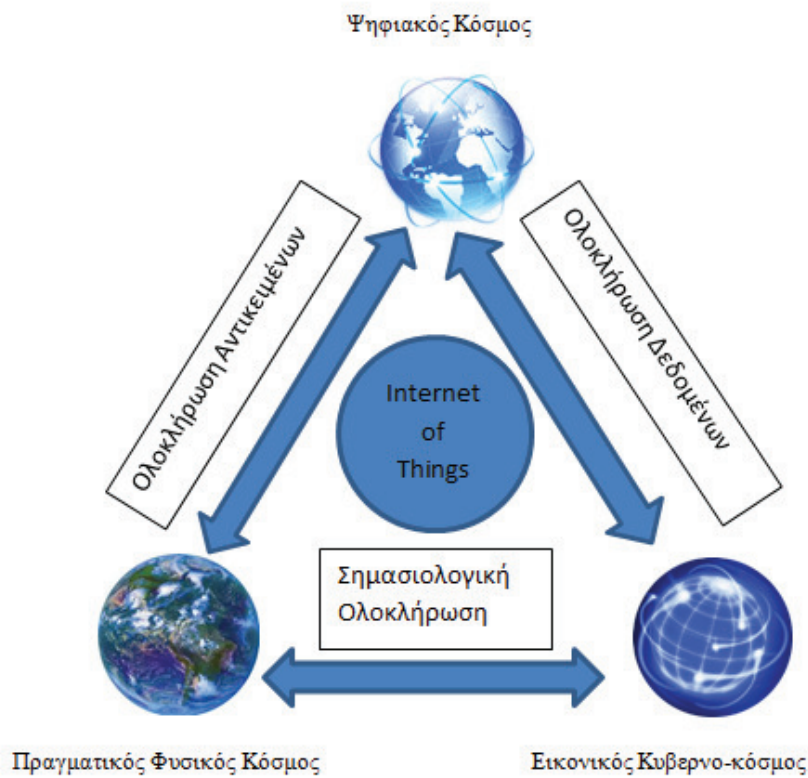 Ψηφιακός Κόσμος
Ολοκλήρωση Αντικειμένων
Ολοκλήρωση Δεδομένων
Internet
of
Things
Σημασιολογική
Ολοκλήρωση
Πραγματικός Φυσικός Κόσμος
Εικονικός Κυβερνο-κόσμος